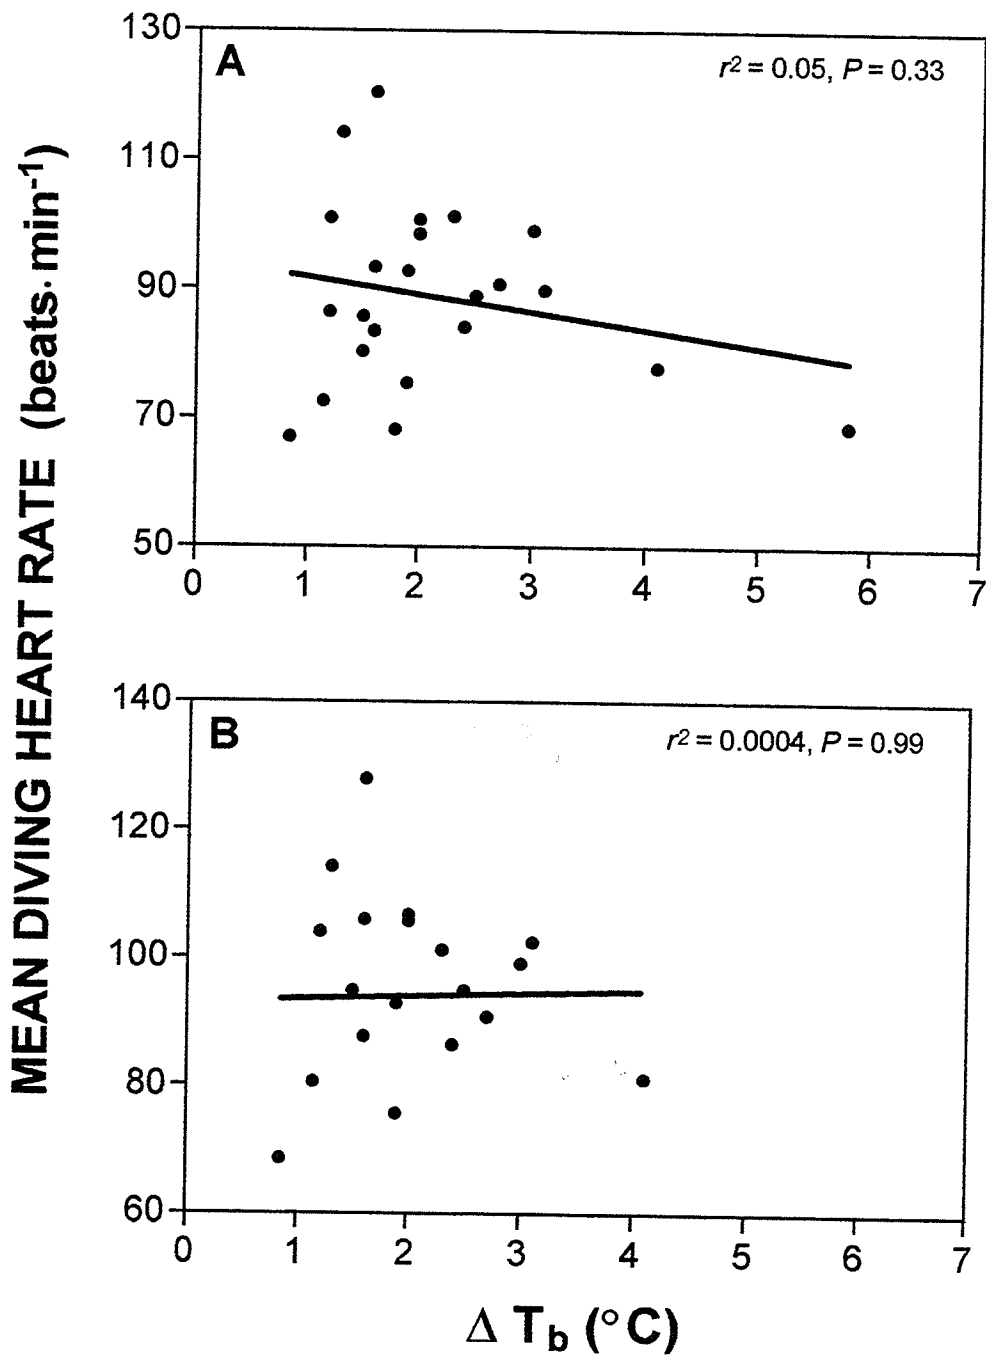 MEAN DIVING HEART RATE (beats·min⁻¹)
A
r² = 0.05, P = 0.33
130
110
90
70
50
0 1 2 3 4 5 6 7
B
r² = 0.0004, P = 0.99
140
120
100
80
60
0 1 2 3 4 5 6 7
Δ T_b (°C)